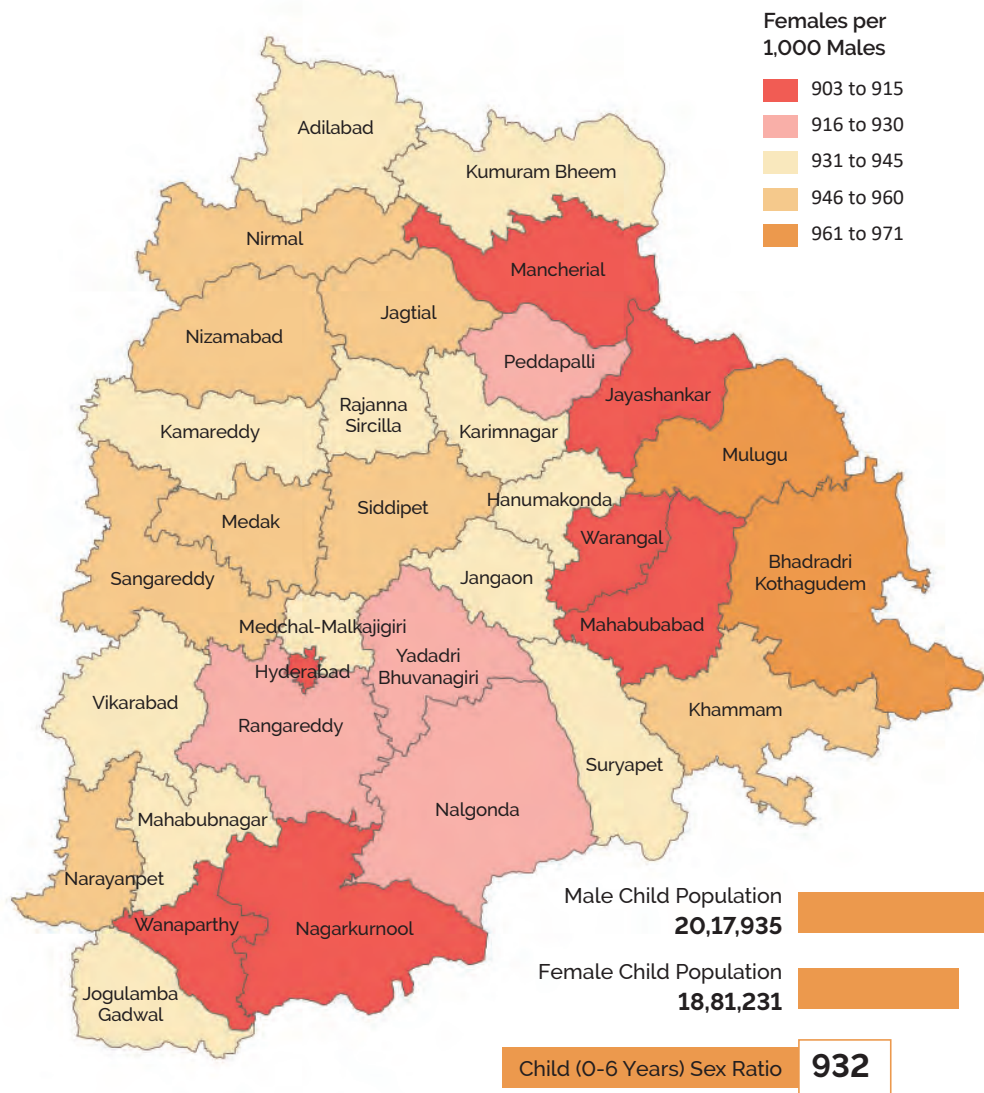 Females per
1,000 Males
903 to 915
916 to 930
931 to 945
946 to 960
961 to 971
Adilabad
Kumuram Bheem
Nirmal
Mancherial
Jagtial
Nizamabad
Peddapalli
Jayashankar
Rajanna
Sircilla
Kamareddy
Karimnagar
Mulugu
Hanumakonda
Siddipet
Medak
Warangal
Sangareddy
Jangaon
Bhadradri
Kothagudem
Mahabubabad
Medchal-Malkajigiri
Hyderabad
Yadadri
Bhuvanagiri
Vikarabad
Rangareddy
Khammam
Suryapet
Nalgonda
Mahabubnagar
Narayanpet
Wanaparthy
Nagarkurnool
Jogulamba
Gadwal
Male Child Population
20,17,935
Female Child Population
18,81,231
Child (0-6 Years) Sex Ratio 932